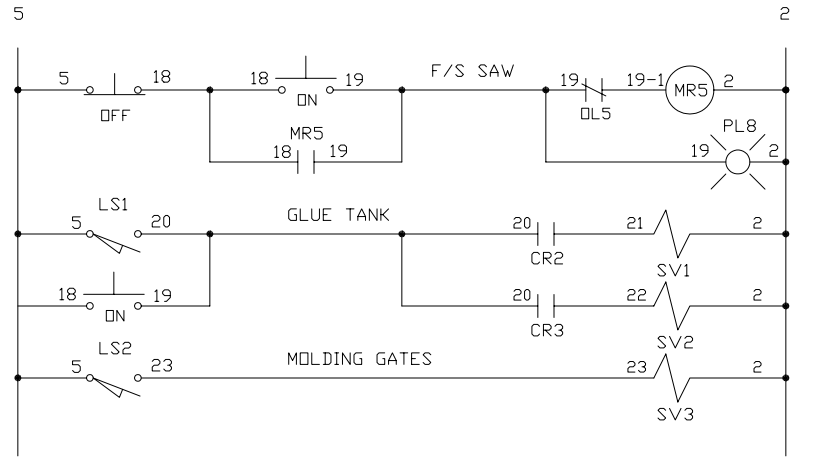 5 2
F/S SAW
5 18 18 19 19 19-1 MR5 2
OFF ON OL5
MR5 PL8
18 19 19 2
LS1 GLUE TANK
5 20 20 21 2
CR2 SV1
18 19 20 22 2
ON CR3 SV2
LS2 MOLDING GATES
5 23 23 2
SV3